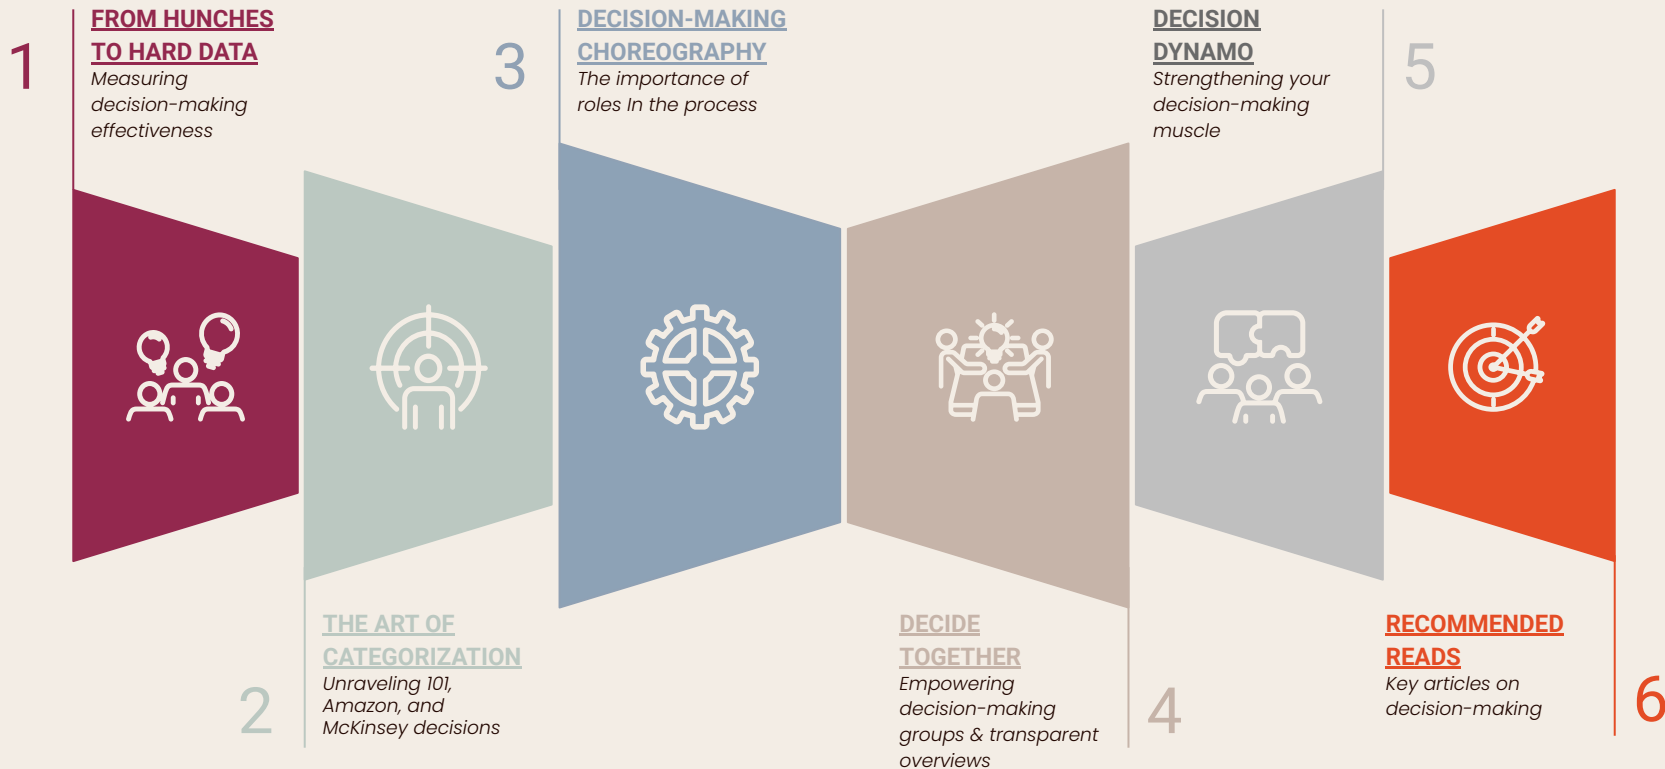 1
FROM HUNCHES
TO HARD DATA
Measuring
decision-making
effectiveness
2
THE ART OF
CATEGORIZATION
Unraveling 101,
Amazon, and
McKinsey decisions
3
DECISION-MAKING
CHOREOGRAPHY
The importance of
roles In the process
DECIDE
TOGETHER
Empowering
decision-making
groups & transparent
overviews
4
DECISION
DYNAMO
Strengthening your
decision-making
muscle
5
RECOMMENDED
READS
Key articles on
decision-making
6